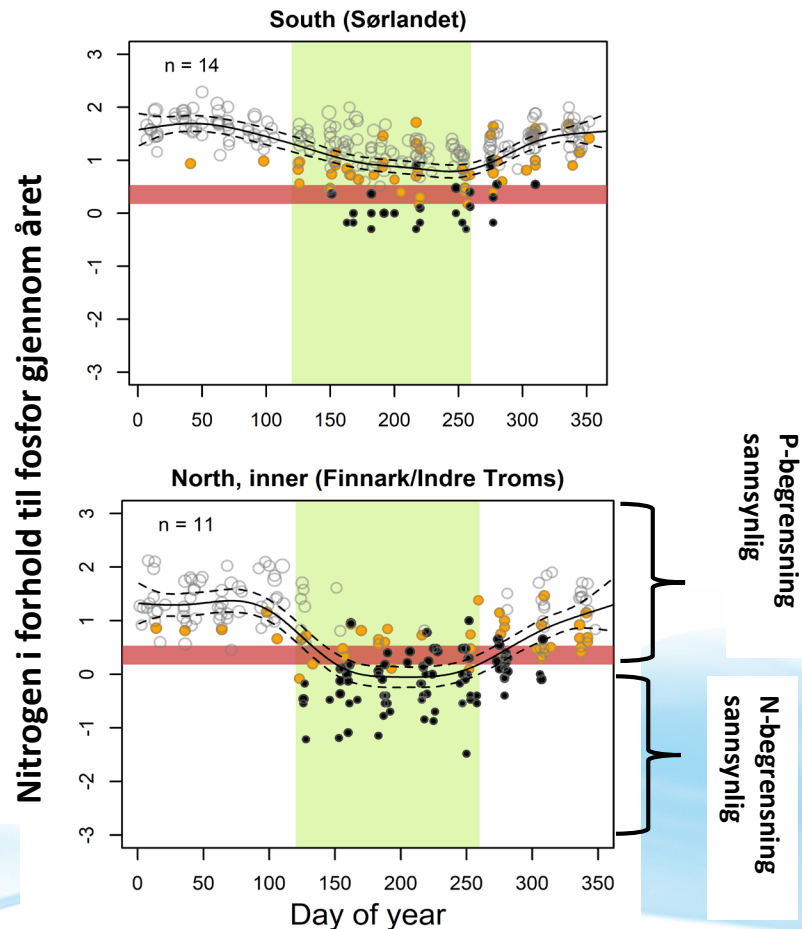 South (Sørlandet)
n = 14
3
2
1
0
-1
-2
-3
0 50 100 150 200 250 300 350
Nitrogen i forhold til fosfor gjennom året
North, inner (Finnark/Indre Troms)
n = 11
3
2
1
0
-1
-2
-3
0 50 100 150 200 250 300 350
Day of year
P-begrensning
sannsynlig
N-begrensning
sannsynlig